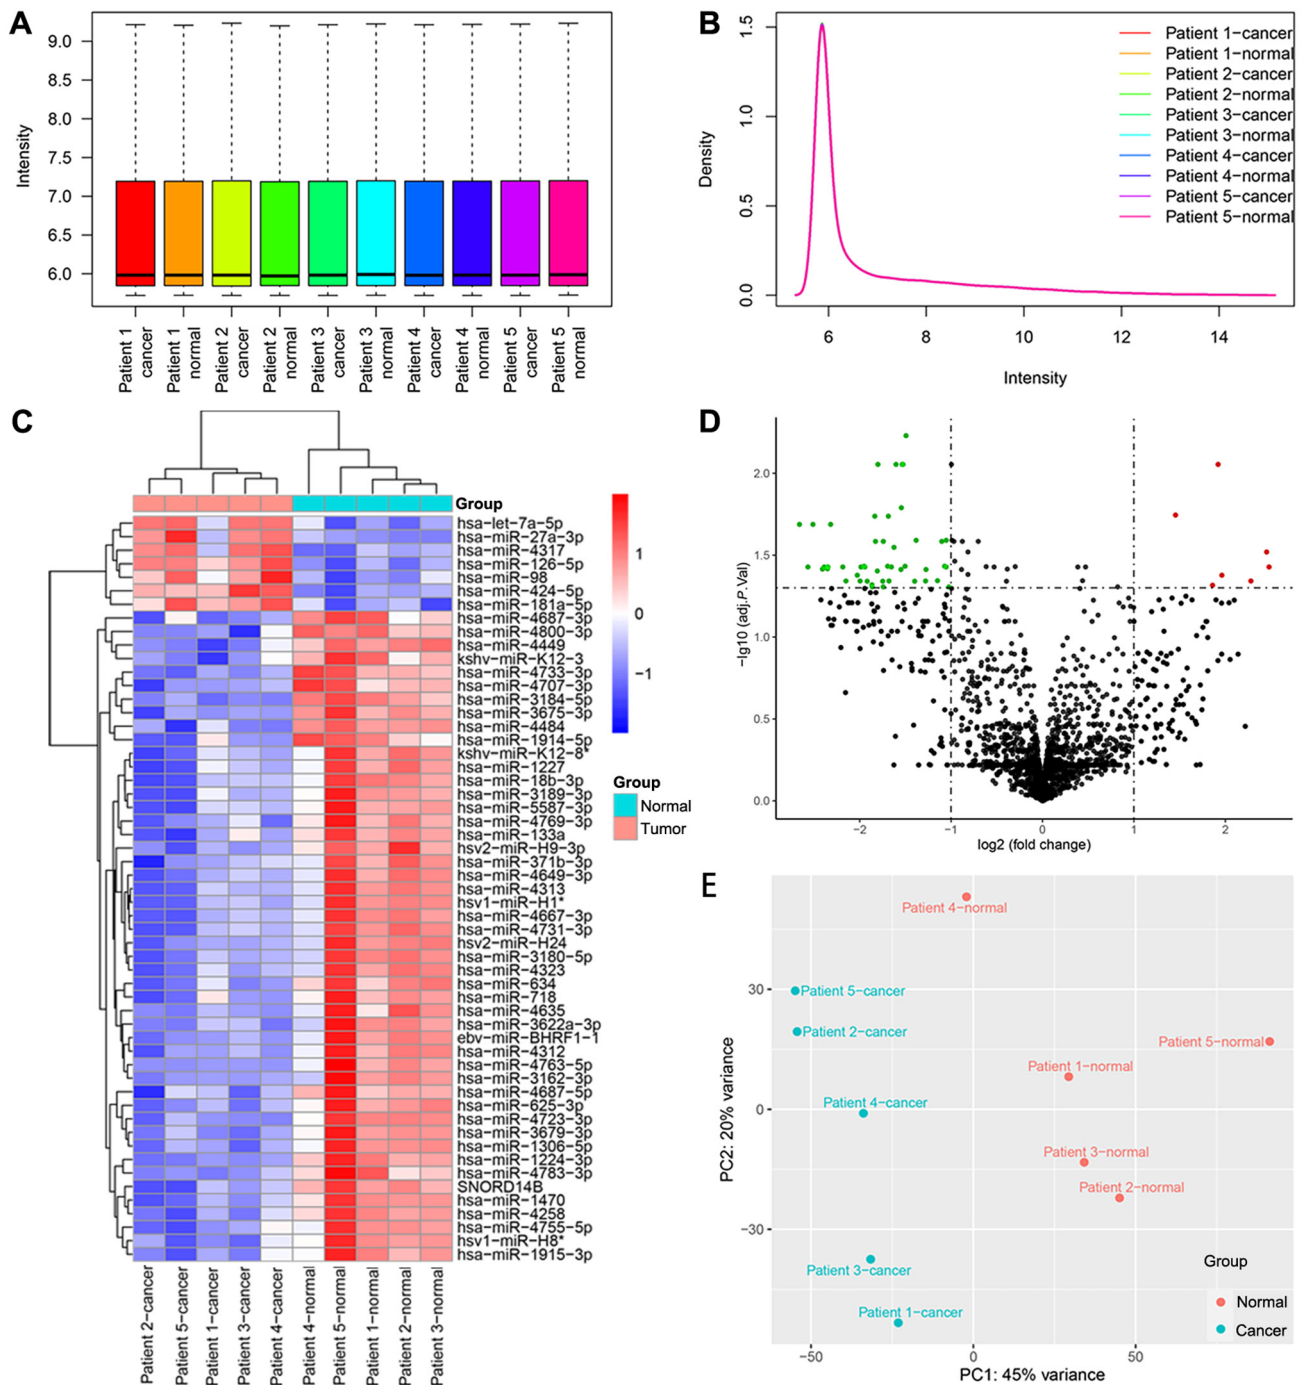 A
Intensity
9.0
8.5
8.0
7.5
7.0
6.5
6.0
Patient 1
cancer
Patient 1
normal
Patient 2
cancer
Patient 2
normal
Patient 3
cancer
Patient 3
normal
Patient 4
cancer
Patient 4
normal
Patient 5
cancer
Patient 5
normal
B
Density
1.5
1.0
0.5
0.0
6
8
10
12
14
Intensity
Patient 1−cancer
Patient 1−normal
Patient 2−cancer
Patient 2−normal
Patient 3−cancer
Patient 3−normal
Patient 4−cancer
Patient 4−normal
Patient 5−cancer
Patient 5−normal
C
Group
hsa−let−7a−5p
hsa−miR−27a−3p
hsa−miR−4317
hsa−miR−126−5p
hsa−miR−98
hsa−miR−424−5p
hsa−miR−181a−5p
hsa−miR−4687−3p
hsa−miR−4800−3p
hsa−miR−4449
kshv−miR−K12−3
hsa−miR−4733−3p
hsa−miR−4707−3p
hsa−miR−3184−5p
hsa−miR−3675−3p
hsa−miR−4484
hsa−miR−1914−5p
kshv−miR−K12−8*
hsa−miR−1227
hsa−miR−18b−3p
hsa−miR−3189−3p
hsa−miR−5587−3p
hsa−miR−4769−3p
hsa−miR−133a
hsv2−miR−H9−3p
hsa−miR−371b−3p
hsa−miR−4649−3p
hsa−miR−4313
hsv1−miR−H1*
hsa−miR−4667−3p
hsa−miR−4731−3p
hsv2−miR−H24
hsa−miR−3180−5p
hsa−miR−4323
hsa−miR−634
hsa−miR−718
hsa−miR−4635
hsa−miR−3622a−3p
ebv−miR−BHRF1−1
hsa−miR−4312
hsa−miR−4763−5p
hsa−miR−3162−3p
hsa−miR−4687−5p
hsa−miR−625−3p
hsa−miR−4723−3p
hsa−miR−3679−3p
hsa−miR−1306−5p
hsa−miR−1224−3p
hsa−miR−4783−3p
SNORD14B
hsa−miR−1470
hsa−miR−4258
hsa−miR−4755−5p
hsv1−miR−H8*
hsa−miR−1915−3p
Patient 2−cancer
Patient 5−cancer
Patient 1−cancer
Patient 3−cancer
Patient 4−cancer
Patient 4−normal
Patient 5−normal
Patient 1−normal
Patient 2−normal
Patient 3−normal
1
0
−1
Group
Normal
Tumor
D
−lg10 (adj.P.Val)
2.0
1.5
1.0
0.5
0.0
−2
−1
0
1
2
log2 (fold change)
E
PC2: 20% variance
30
0
−30
Patient 4−normal
Patient 5−cancer
Patient 2−cancer
Patient 5−normal
Patient 1−normal
Patient 4−cancer
Patient 3−normal
Patient 2−normal
Patient 3−cancer
Patient 1−cancer
Group
Normal
Cancer
−50
0
50
PC1: 45% variance